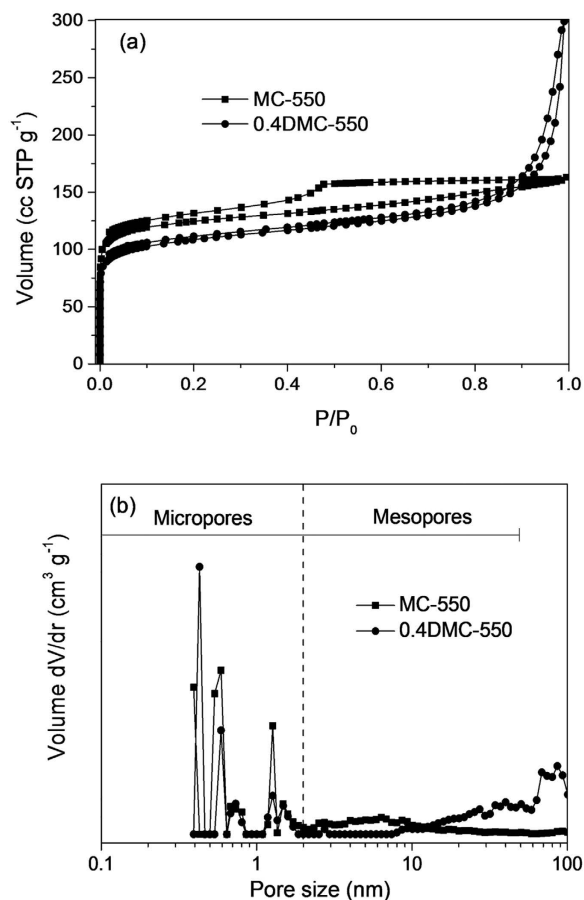 (a)
300
250
200
150
100
50
0
Volume (cc STP g⁻¹)
MC-550
0.4DMC-550
0.0 0.2 0.4 0.6 0.8 1.0
P/P₀
(b)
Micropores Mesopores
MC-550
0.4DMC-550
Volume dV/dr (cm³ g⁻¹)
0.1 1 10 100
Pore size (nm)